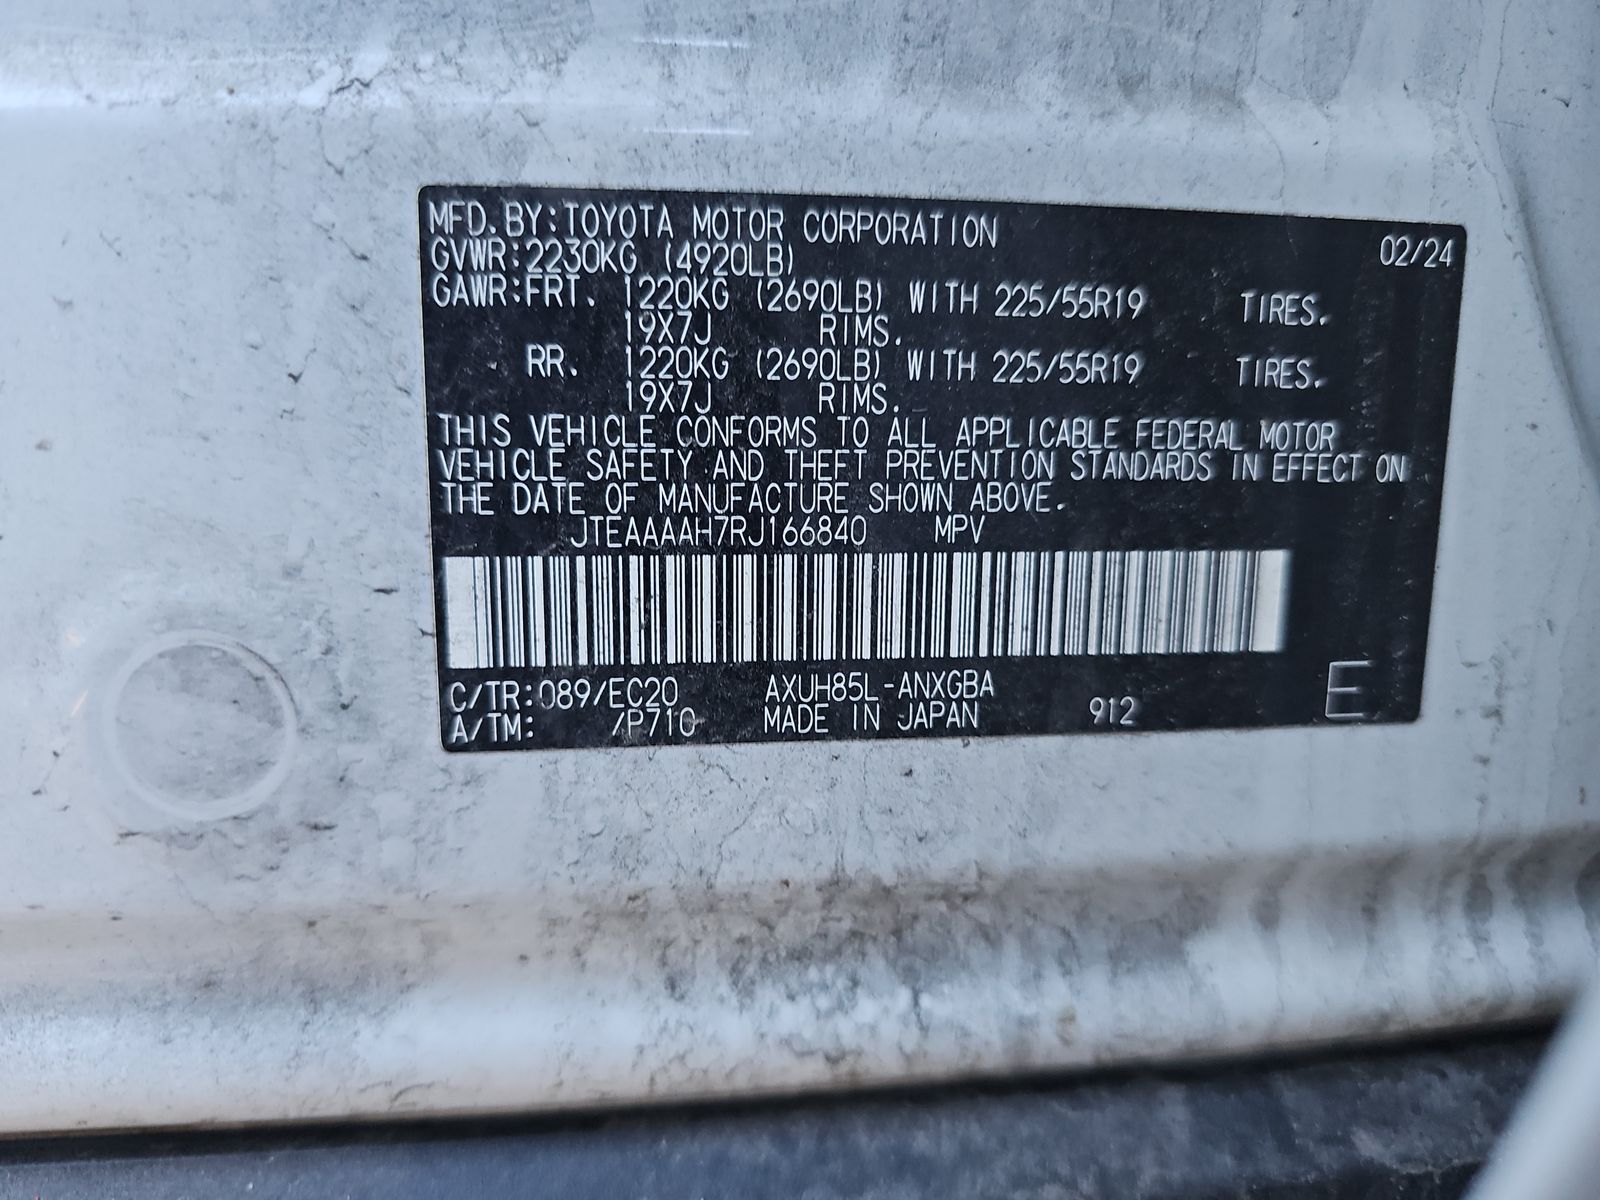 MFD. BY: TOYOTA MOTOR CORPORATION 02/24
GVWR: 2230KG (4920LB)
GAWR: FRT. 1220KG (2690LB) WITH 225/55R19 TIRES.
19X7J RIMS.
RR. 1220KG (2690LB) WITH 225/55R19 TIRES.
19X7J RIMS.
THIS VEHICLE CONFORMS TO ALL APPLICABLE FEDERAL MOTOR
VEHICLE SAFETY AND THEFT PREVENTION STANDARDS IN EFFECT ON
THE DATE OF MANUFACTURE SHOWN ABOVE.
JTEAAAAH7RJ166840 MPV
C/TR: 089/EC20 AXUH85L-ANXGBA
A/TM: /P710 MADE IN JAPAN 912 E